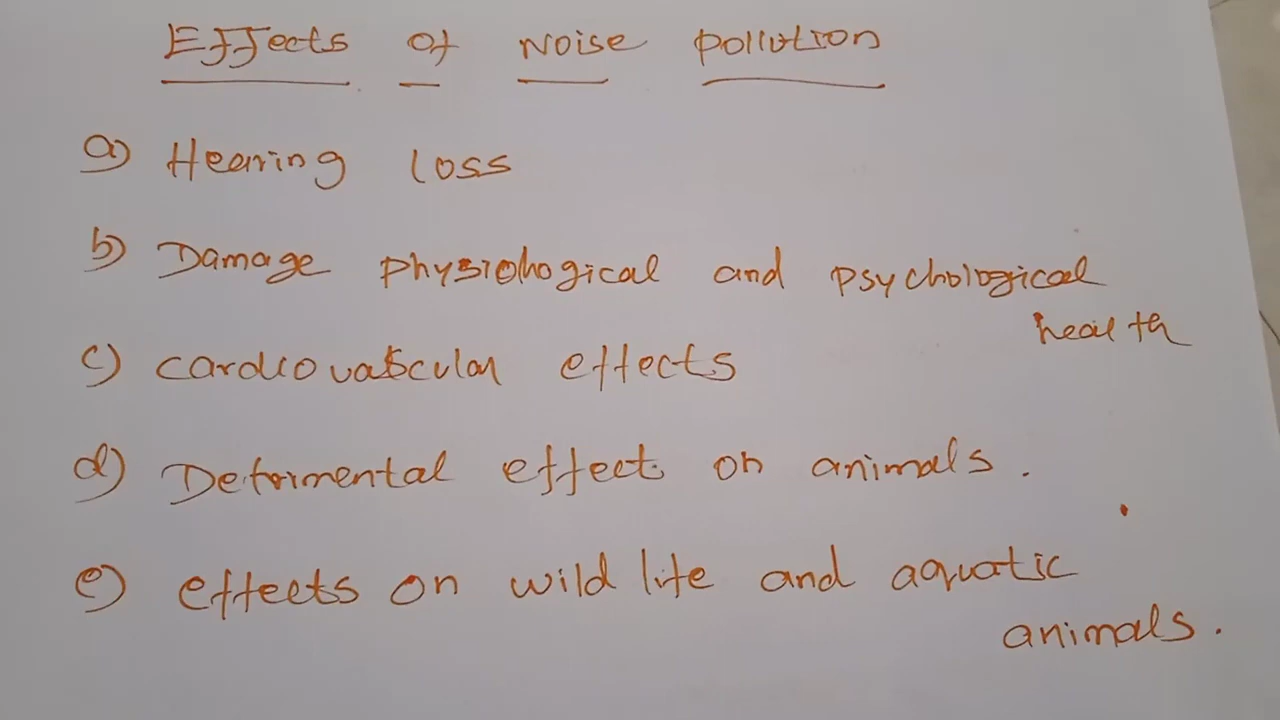 Effects of Noise pollution
a) Hearing loss
b) Damage physiological and psychological
health
c) cardiovascular effects
d) Detrimental effect on animals.
e) effects on wild life and aquatic
animals.